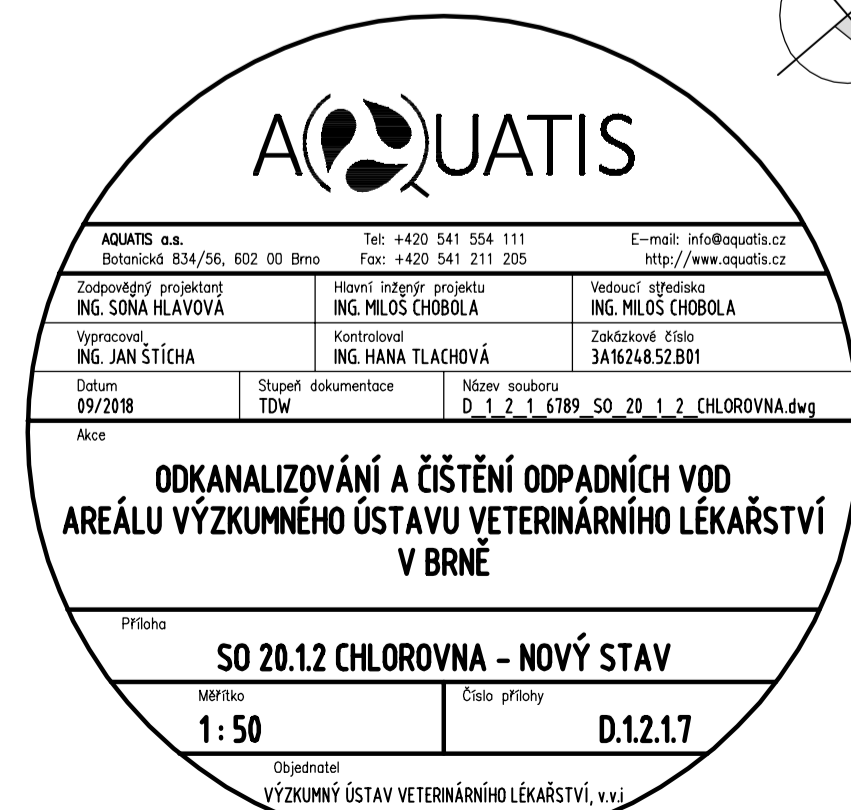 AQUATIS
AQUATIS a.s. Tel: +420 541 554 111 E-mail: info@aquatis.cz
Botanická 834/56, 602 00 Brno Fax: +420 541 211 205 http://www.aquatis.cz
Zodpovědný projektant Hlavní inženýr projektu Vedoucí střediska
ING. SOŇA HLAVOVÁ ING. MILOŠ CHOBOLA ING. MILOŠ CHOBOLA
Vypracoval Kontroloval Zakázkové číslo
ING. JAN ŠTÍCHA ING. HANA TLACHOVÁ 3A16248.52.B01
Datum Stupeň dokumentace Název souboru
09/2018 TDW D_1_2_1_6789_SO_20_1_2_CHLOROVNA.dwg
Akce
ODKANALIZOVÁNÍ A ČIŠTĚNÍ ODPADNÍCH VOD
AREÁLU VÝZKUMNÉHO ÚSTAVU VETERINÁRNÍHO LÉKAŘSTVÍ
V BRNĚ
Příloha
SO 20.1.2 CHLOROVNA - NOVÝ STAV
Měřítko Číslo přílohy
1 : 50 D.1.2.1.7
Objednatel
VÝZKUMNÝ ÚSTAV VETERINÁRNÍHO LÉKAŘSTVÍ, v.v.i